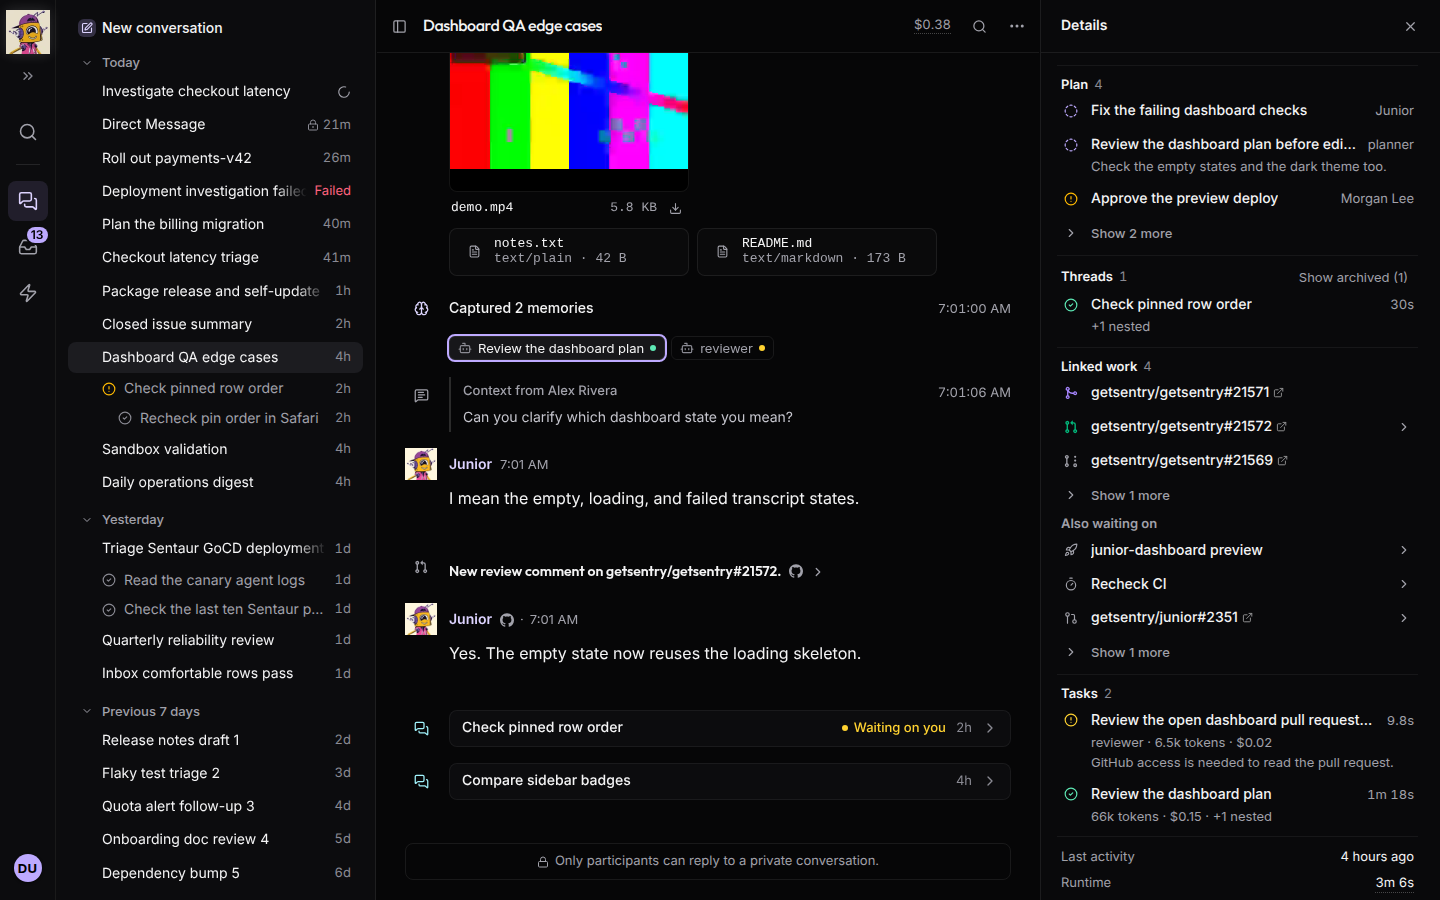 New conversation
Today
Investigate checkout latency
Direct Message 21m
Roll out payments-v42 26m
Deployment investigation failed Failed
Plan the billing migration 40m
Checkout latency triage 41m
Package release and self-update 1h
Closed issue summary 2h
Dashboard QA edge cases 4h
Check pinned row order 2h
Recheck pin order in Safari 2h
Sandbox validation 4h
Daily operations digest 4h
Yesterday
Triage Sentaur GoCD deployment 1d
Read the canary agent logs 1d
Check the last ten Sentaur p... 1d
Quarterly reliability review 1d
Inbox comfortable rows pass 1d
Previous 7 days
Release notes draft 1 2d
Flaky test triage 2 3d
Quota alert follow-up 3 4d
Onboarding doc review 4 5d
Dependency bump 5 6d
13
DU
Dashboard QA edge cases $0.38
demo.mp4 5.8 KB
notes.txt
text/plain · 42 B
README.md
text/markdown · 173 B
Captured 2 memories 7:01:00 AM
Review the dashboard plan reviewer
Context from Alex Rivera 7:01:06 AM
Can you clarify which dashboard state you mean?
Junior 7:01 AM
I mean the empty, loading, and failed transcript states.
New review comment on getsentry/getsentry#21572.
Junior · 7:01 AM
Yes. The empty state now reuses the loading skeleton.
Check pinned row order Waiting on you 2h
Compare sidebar badges 4h
Only participants can reply to a private conversation.
Details
Plan 4
Fix the failing dashboard checks Junior
Review the dashboard plan before edi... planner
Check the empty states and the dark theme too.
Approve the preview deploy Morgan Lee
Show 2 more
Threads 1 Show archived (1)
Check pinned row order 30s
+1 nested
Linked work 4
getsentry/getsentry#21571
getsentry/getsentry#21572
getsentry/getsentry#21569
Show 1 more
Also waiting on
junior-dashboard preview
Recheck CI
getsentry/junior#2351
Show 1 more
Tasks 2
Review the open dashboard pull request... 9.8s
reviewer · 6.5k tokens · $0.02
GitHub access is needed to read the pull request.
Review the dashboard plan 1m 18s
66k tokens · $0.15 · +1 nested
Last activity 4 hours ago
Runtime 3m 6s